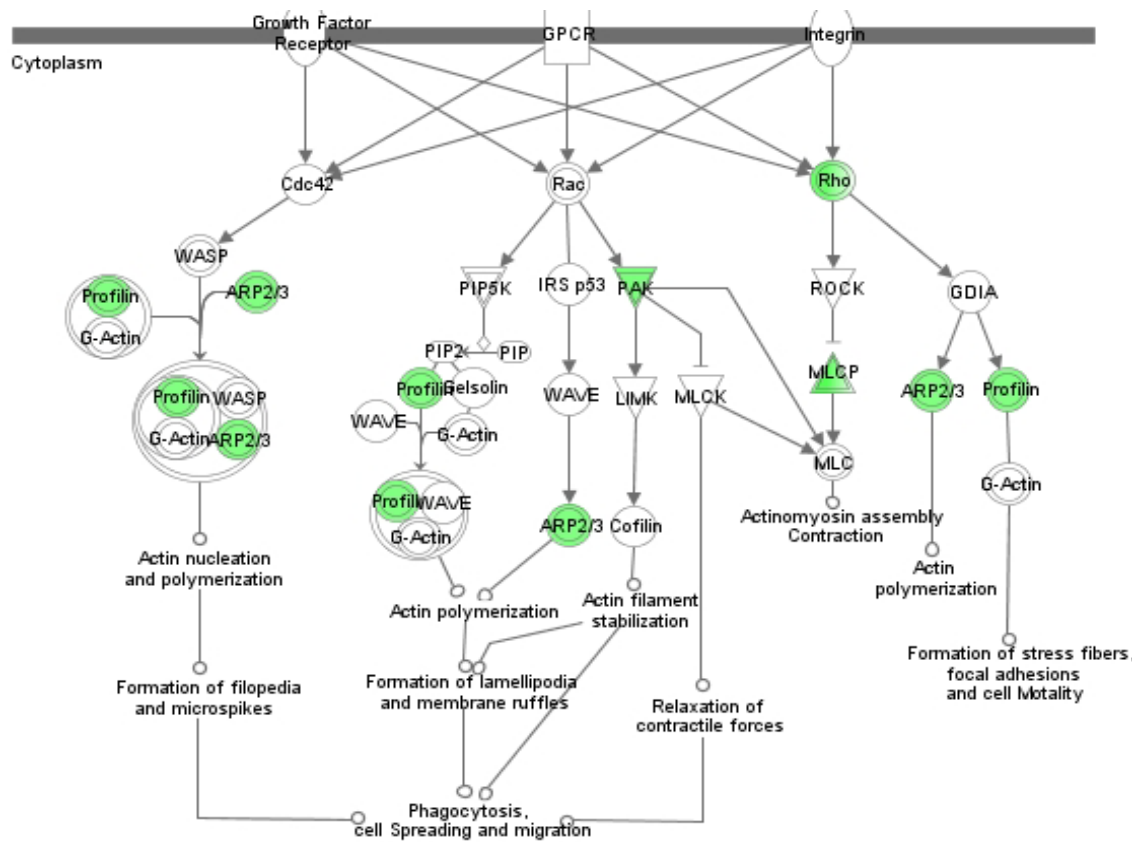 Growth Factor
Receptor
GPCR
Integrin
Cytoplasm
Cdc42
Rac
Rho
WASP
Profilin
G-Actin
ARP2/3
PIP5K
IRS p53
PAK
ROCK
GDIA
PIP2
PIP
Profilin
Gelsolin
WAVE
G-Actin
WAVE
LIMK
MLCK
MLCP
ARP2/3
Profilin
Profilin
WASP
G-Actin
ARP2/3
MLC
G-Actin
Profilin
WAVE
G-Actin
ARP2/3
Cofilin
Actinomyosin assembly
Contraction
Actin nucleation
and polymerization
Actin polymerization
Actin filament
stabilization
Actin
polymerization
Formation of filopedia
and microspikes
Formation of lamellipodia
and membrane ruffles
Relaxation of
contractile forces
Formation of stress fibers,
focal adhesions
and cell Motality
Phagocytosis,
cell Spreading and migration